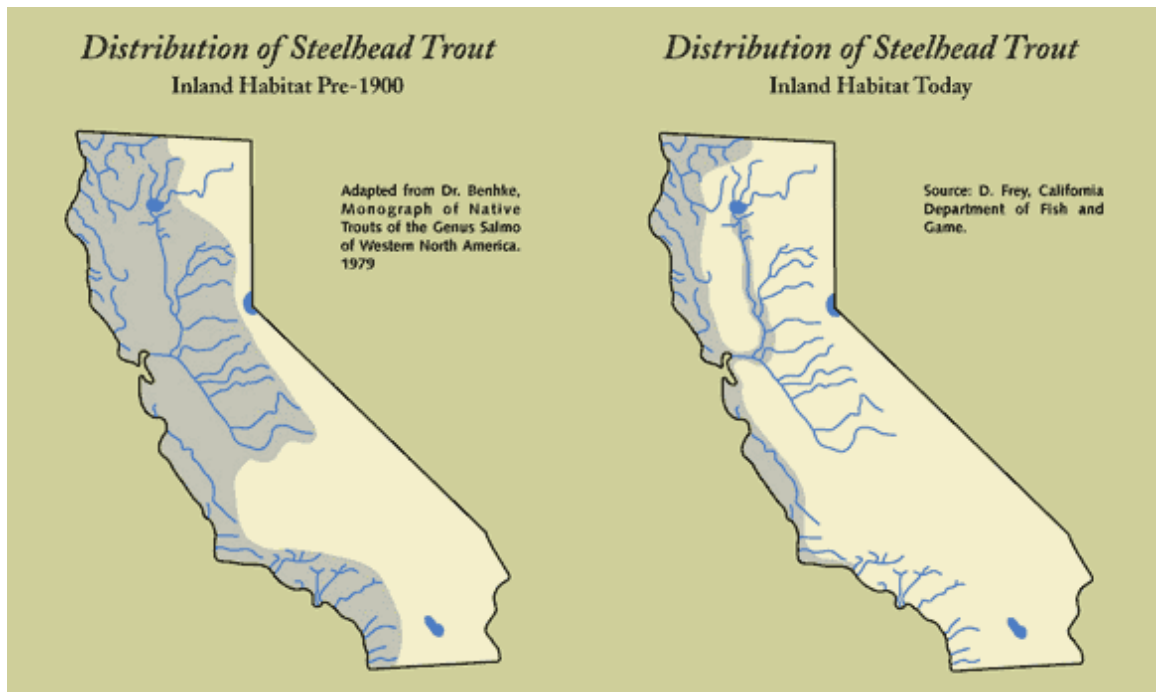 Distribution of Steelhead Trout
Inland Habitat Pre-1900
Adapted from Dr. Benhke,
Monograph of Native
Trouts of the Genus Salmo
of Western North America.
1979
Distribution of Steelhead Trout
Inland Habitat Today
Source: D. Frey, California
Department of Fish and
Game.